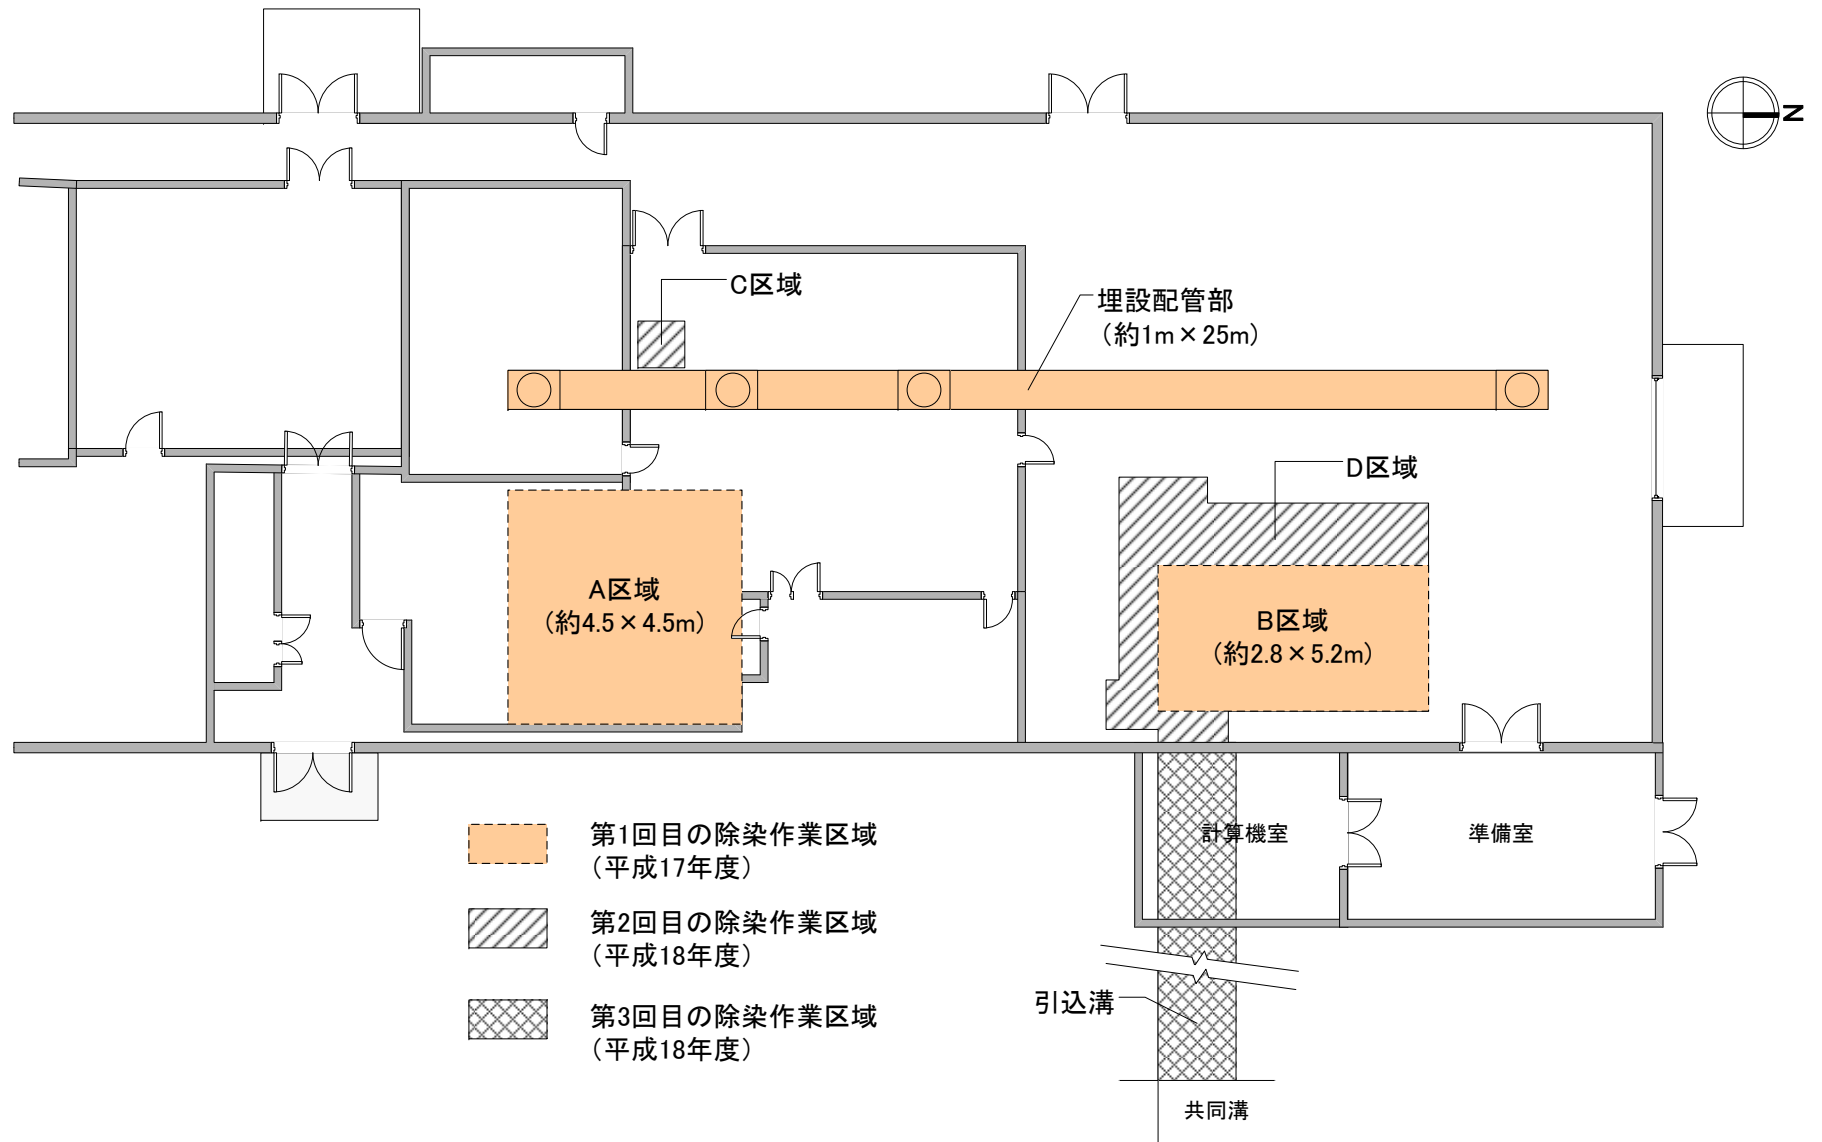 N
C区域
埋設配管部
（約1m×25m）
D区域
A区域
（約4.5×4.5m）
B区域
（約2.8×5.2m）
計算機室
準備室
第1回目の除染作業区域
（平成17年度）
第2回目の除染作業区域
（平成18年度）
第3回目の除染作業区域
（平成18年度）
引込溝
共同溝